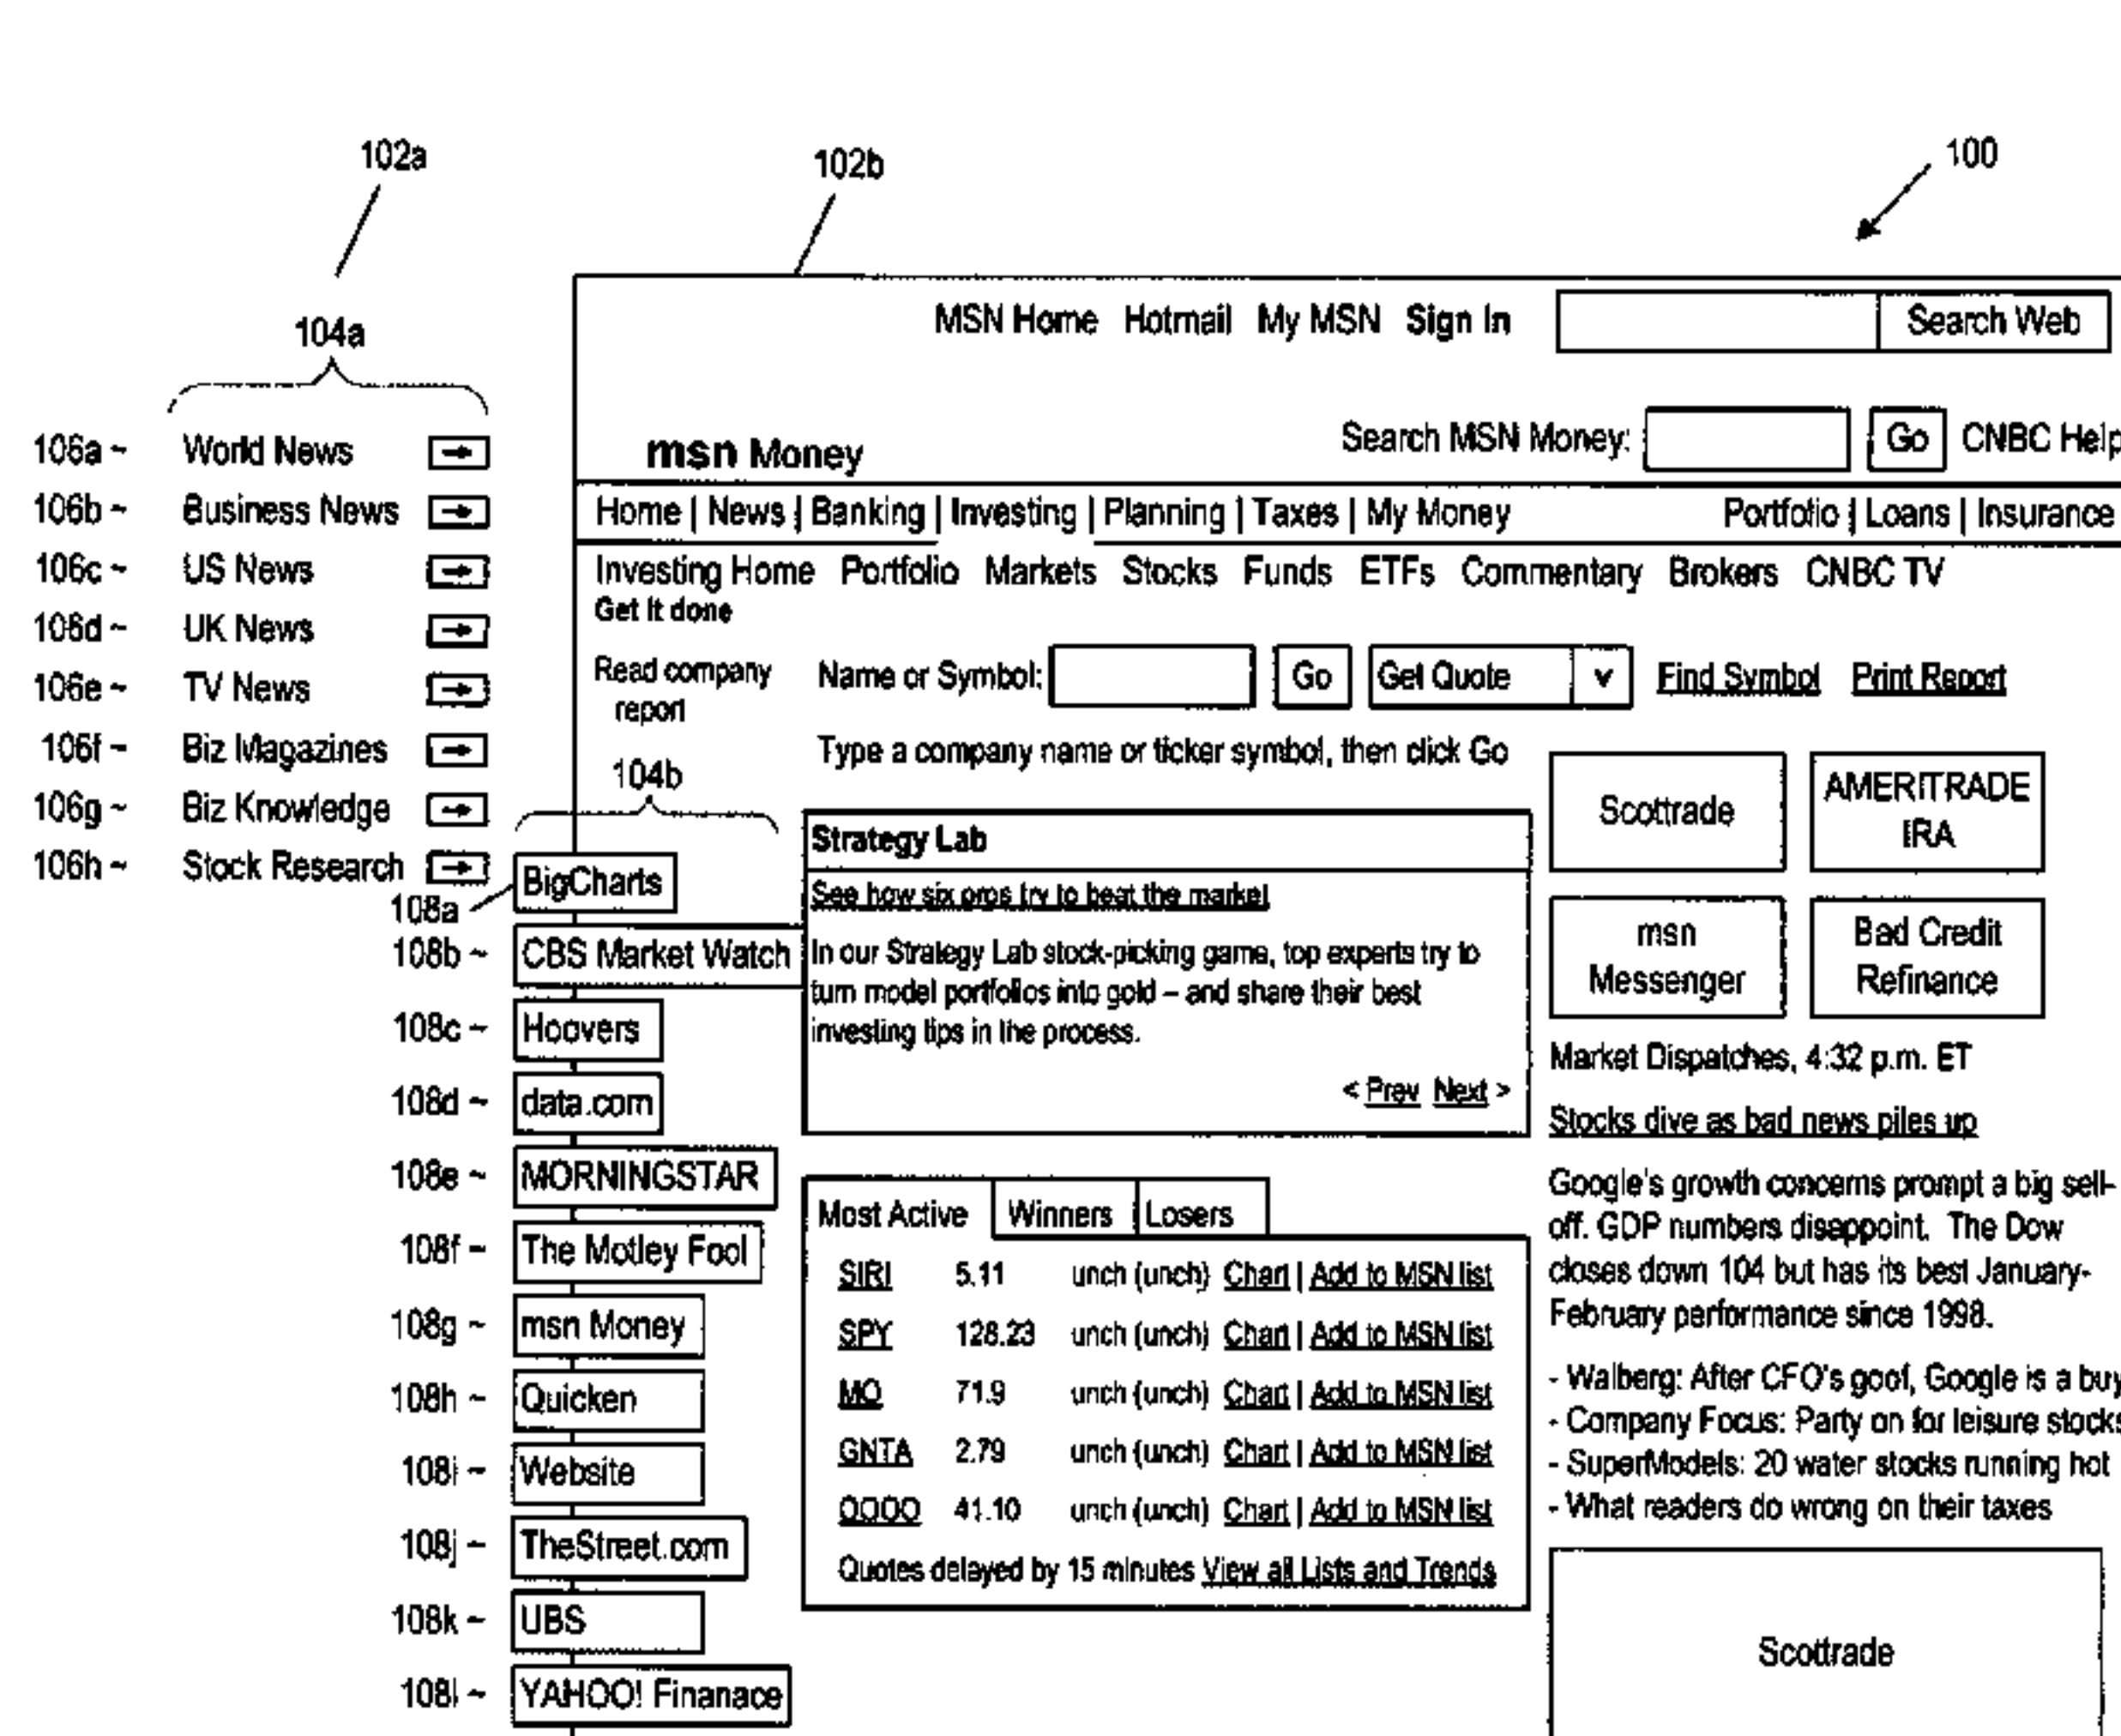 102a
102b
100
MSN Home Hotmail My MSN Sign In Search Web
104a
Search MSN Money: Go CNBC Help
msn Money
106a ~ World News
106b ~ Business News
106c ~ US News
106d ~ UK News
106e ~ TV News
106f ~ Biz Magazines
106g ~ Biz Knowledge
106h ~ Stock Research
Home | News | Banking | Investing | Planning | Taxes | My Money Portfolio | Loans | Insurance
Investing Home Portfolio Markets Stocks Funds ETFs Commentary Brokers CNBC TV
Get it done
Read company
report
Name or Symbol: Go Get Quote v Find Symbol Print Report
Type a company name or ticker symbol, then click Go
104b
108a BigCharts
108b ~ CBS Market Watch
108c ~ Hoovers
108d ~ data.com
108e ~ MORNINGSTAR
108f ~ The Motley Fool
108g ~ msn Money
108h ~ Quicken
108i ~ Website
108j ~ TheStreet.com
108k ~ UBS
108l ~ YAHOO! Finanace
Strategy Lab
See how six pros try to beat the market
In our Strategy Lab stock-picking game, top experts try to
turn model portfolios into gold – and share their best
investing tips in the process.
< Prev Next >
Most Active Winners Losers
SIRI 5.11 unch (unch) Chart | Add to MSN list
SPY 128.23 unch (unch) Chart | Add to MSN list
MO 71.9 unch (unch) Chart | Add to MSN list
GNTA 2.79 unch (unch) Chart | Add to MSN list
QQQQ 41.10 unch (unch) Chart | Add to MSN list
Quotes delayed by 15 minutes View all Lists and Trends
Scottrade
AMERITRADE
IRA
msn
Messenger
Bad Credit
Refinance
Market Dispatches, 4:32 p.m. ET
Stocks dive as bad news piles up
Google's growth concerns prompt a big sell-
off. GDP numbers disappoint. The Dow
closes down 104 but has its best January-
February performance since 1998.
- Walberg: After CFO's goof, Google is a buy
- Company Focus: Party on for leisure stocks
- SuperModels: 20 water stocks running hot
- What readers do wrong on their taxes
Scottrade